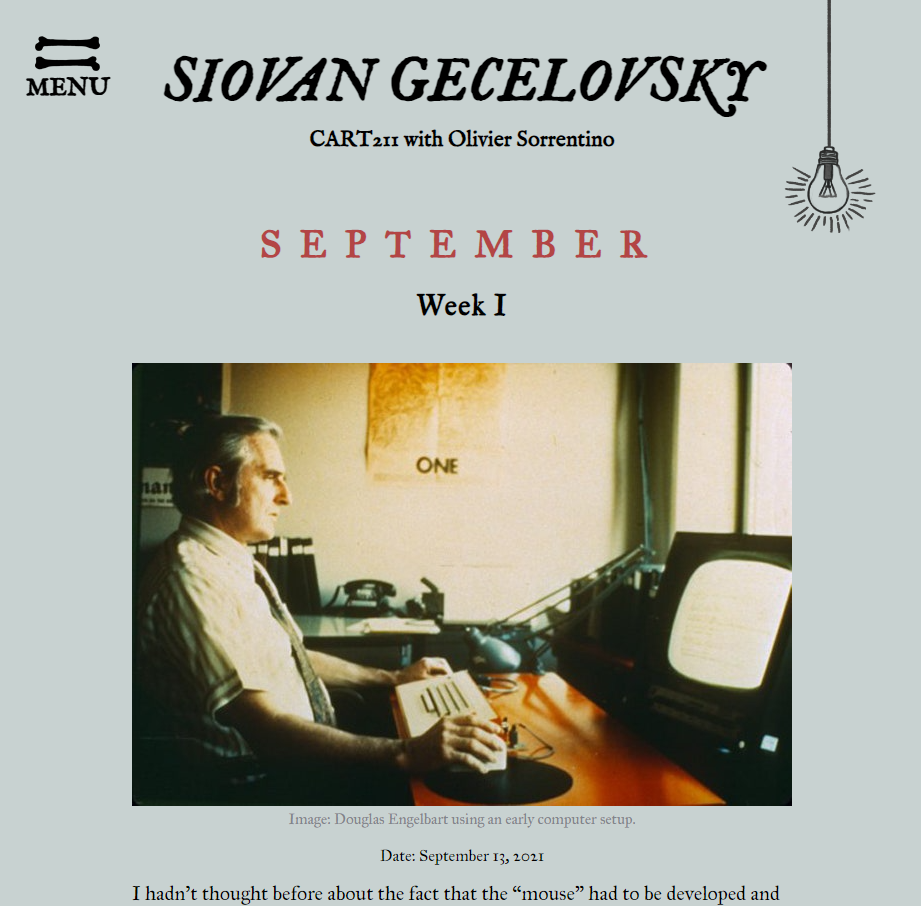 MENU
SIOVAN GECELOVSKY
CART211 with Olivier Sorrentino
SEPTEMBER
Week I
ONE
Image: Douglas Engelbart using an early computer setup.
Date: September 13, 2021
I hadn’t thought before about the fact that the “mouse” had to be developed and